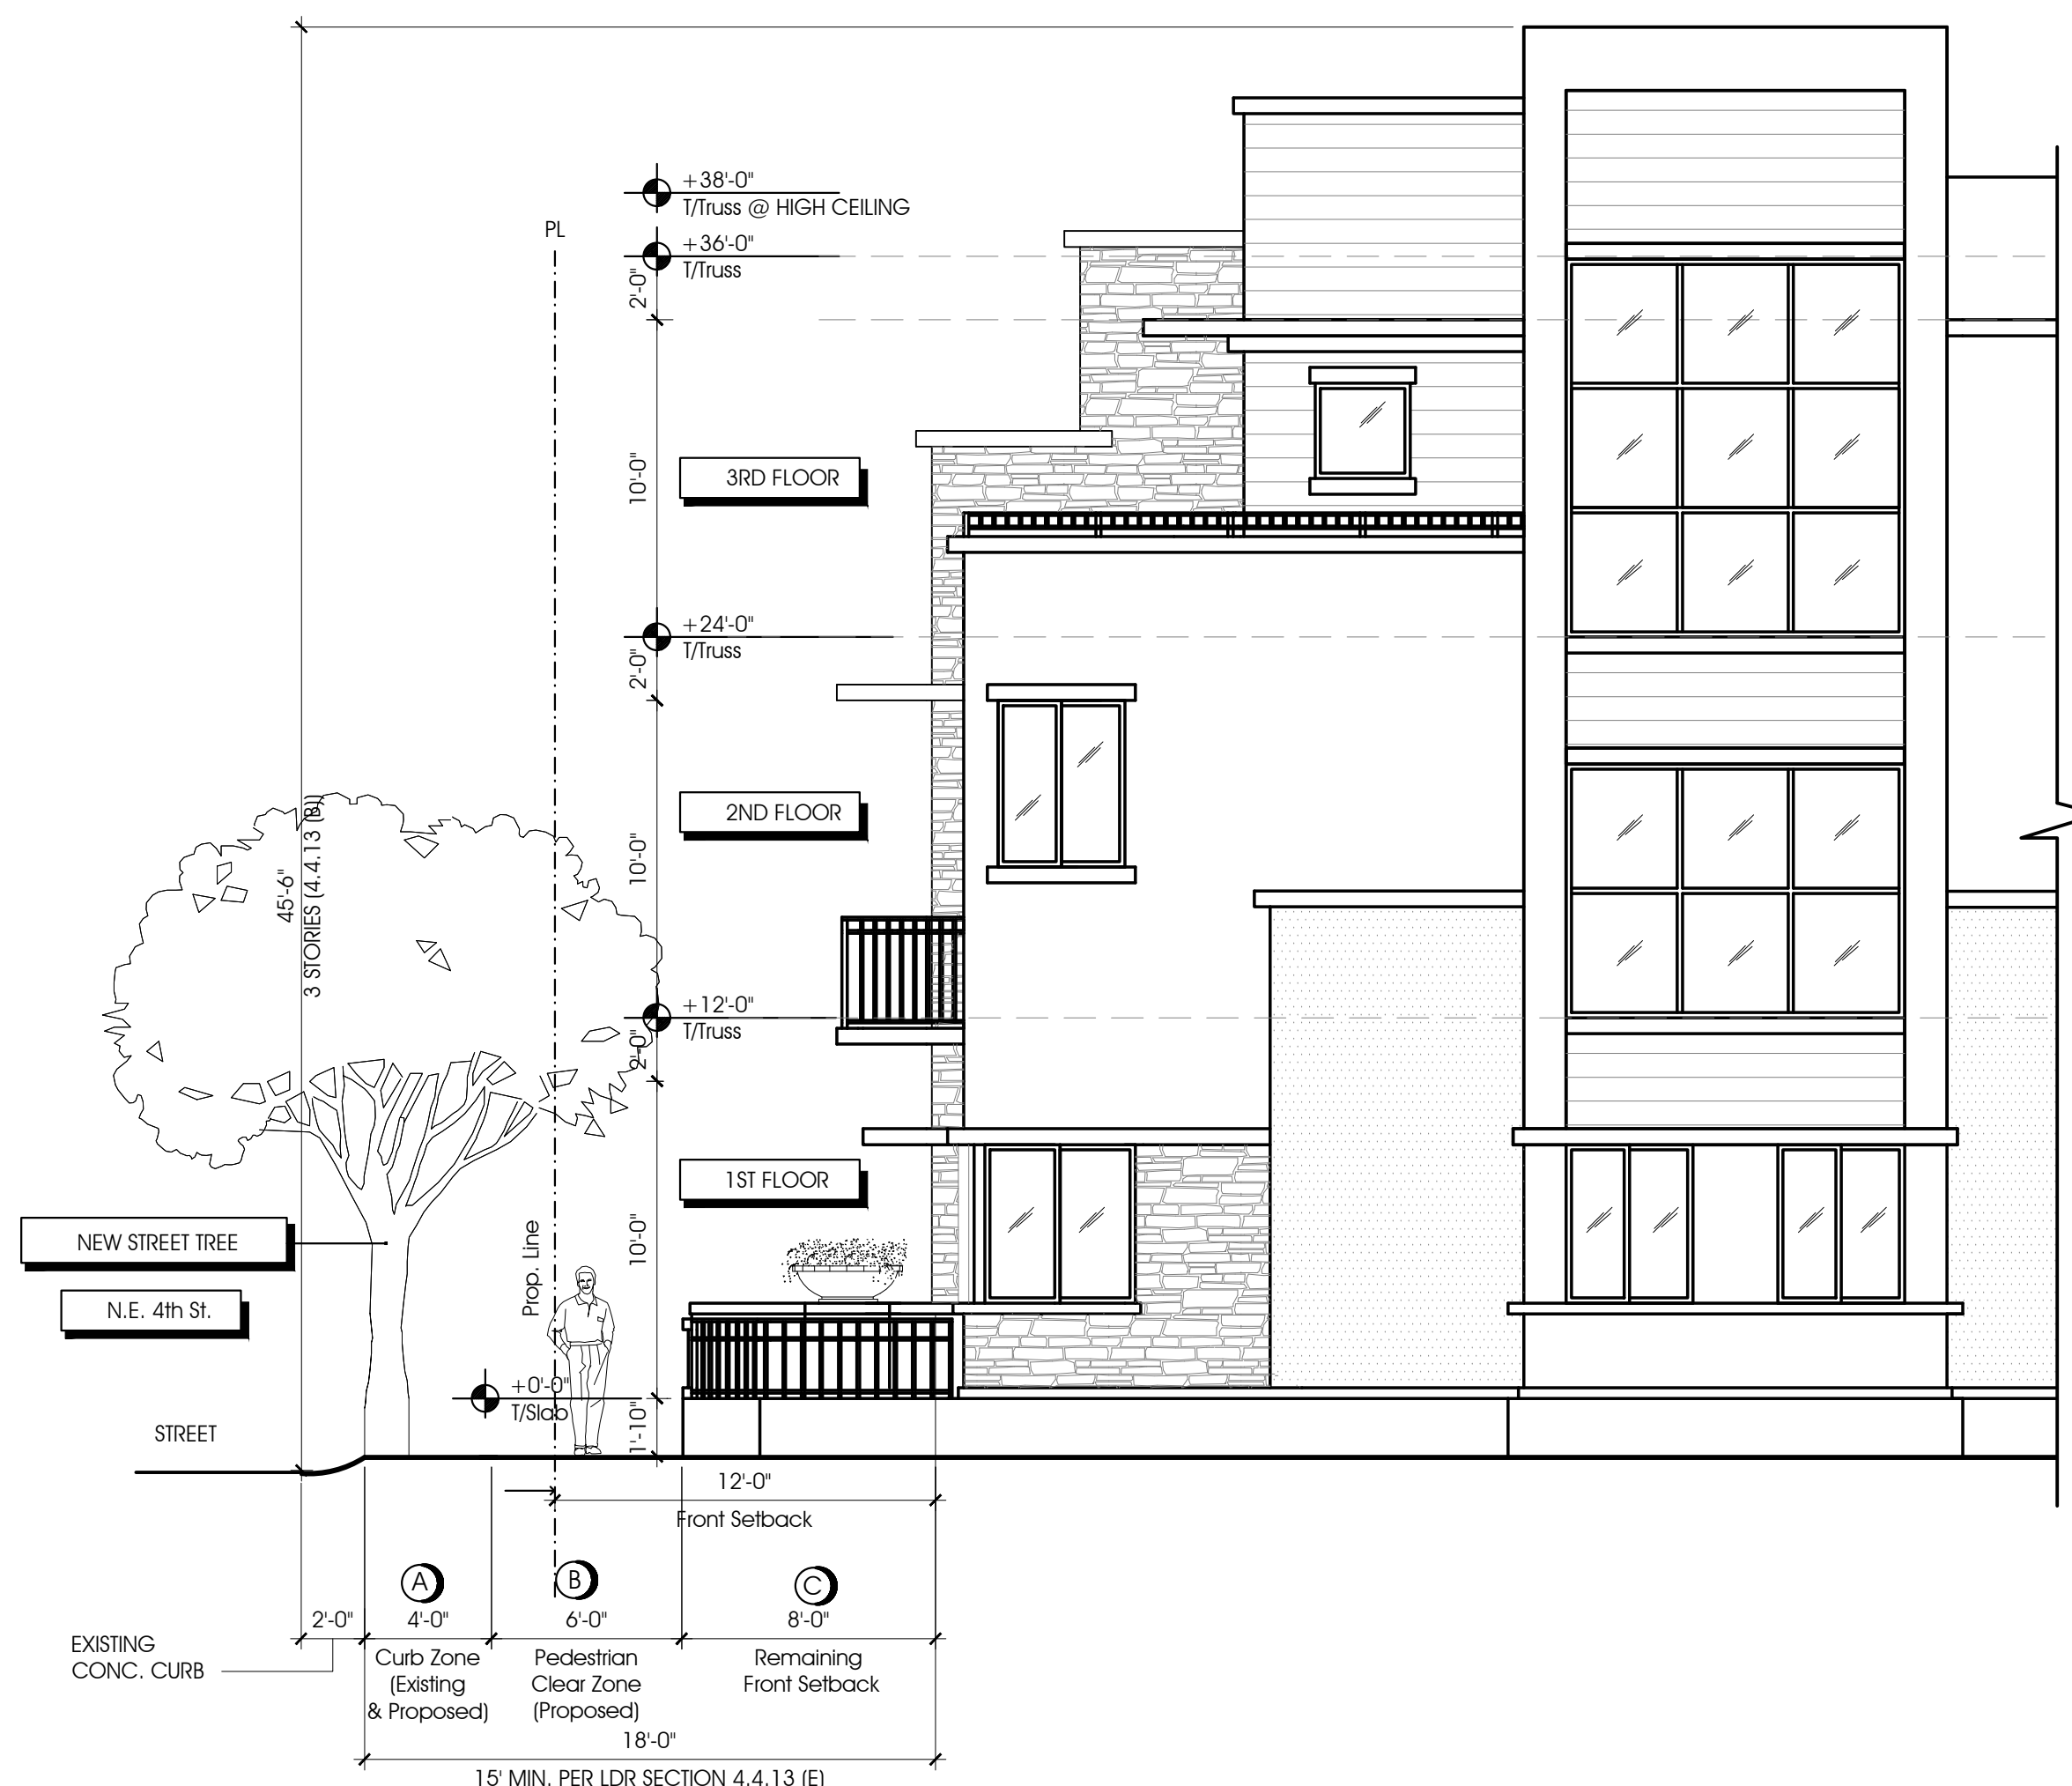 +38'-0"
T/Truss @ HIGH CEILING
PL
+36'-0"
T/Truss
2'-0"
10'-0"
3RD FLOOR
+24'-0"
T/Truss
2'-0"
2ND FLOOR
10'-0"
45'-6"
3 STORIES (4.4.13 (B))
+12'-0"
T/Truss
2'-0"
1ST FLOOR
10'-0"
Prop. Line
NEW STREET TREE
N.E. 4th St.
+0'-0"
T/Slab
1'-10"
STREET
12'-0"
Front Setback
A
B
C
2'-0"
4'-0"
6'-0"
8'-0"
EXISTING
CONC. CURB
Curb Zone
(Existing
& Proposed)
Pedestrian
Clear Zone
(Proposed)
Remaining
Front Setback
18'-0"
15' MIN. PER LDR SECTION 4.4.13 (E)